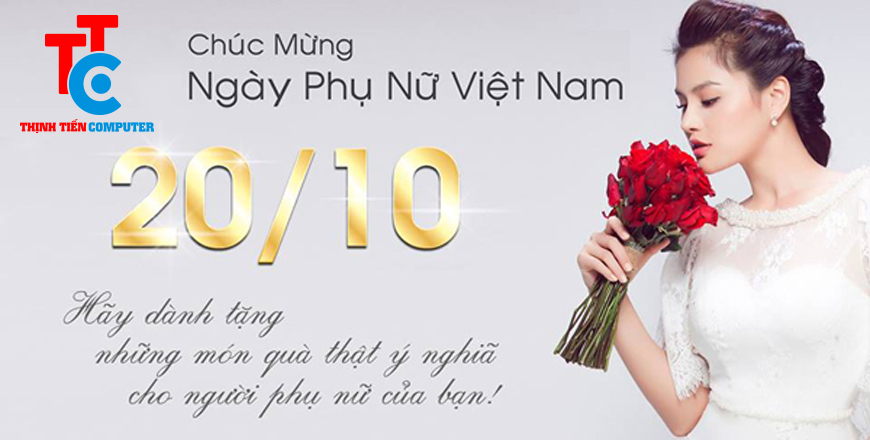 TTC
THỊNH TIẾN COMPUTER
Chúc Mừng
Ngày Phụ Nữ Việt Nam
20/10
Hãy dành tặng
những món quà thật ý nghiã
cho người phụ nữ của bạn!